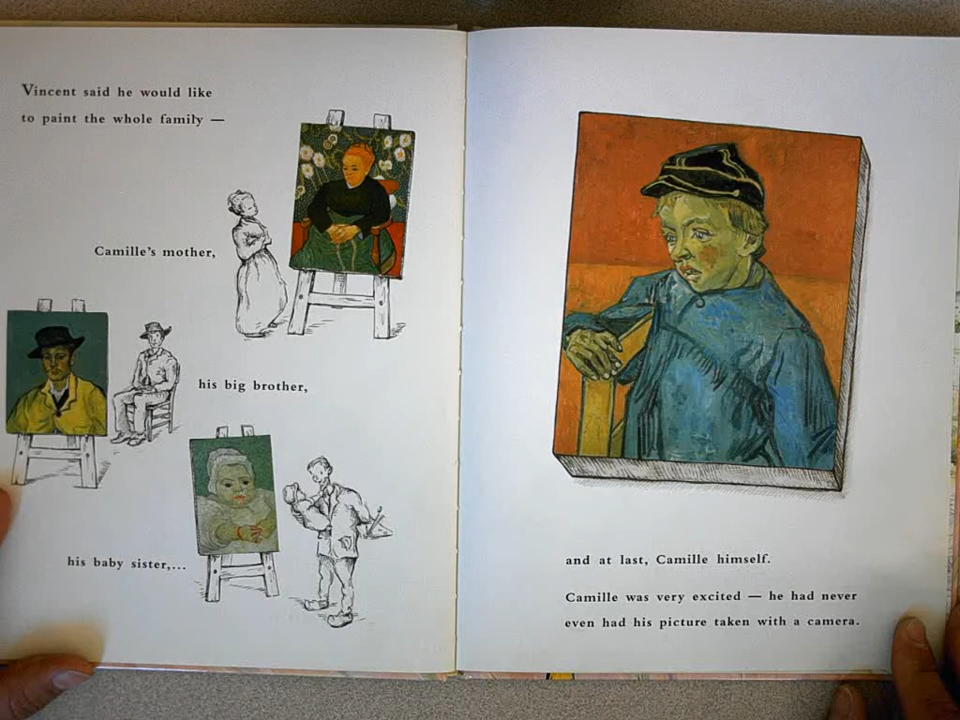 Vincent said he would like
to paint the whole family —
Camille's mother,
his big brother,
his baby sister,...
and at last, Camille himself.
Camille was very excited — he had never
even had his picture taken with a camera.